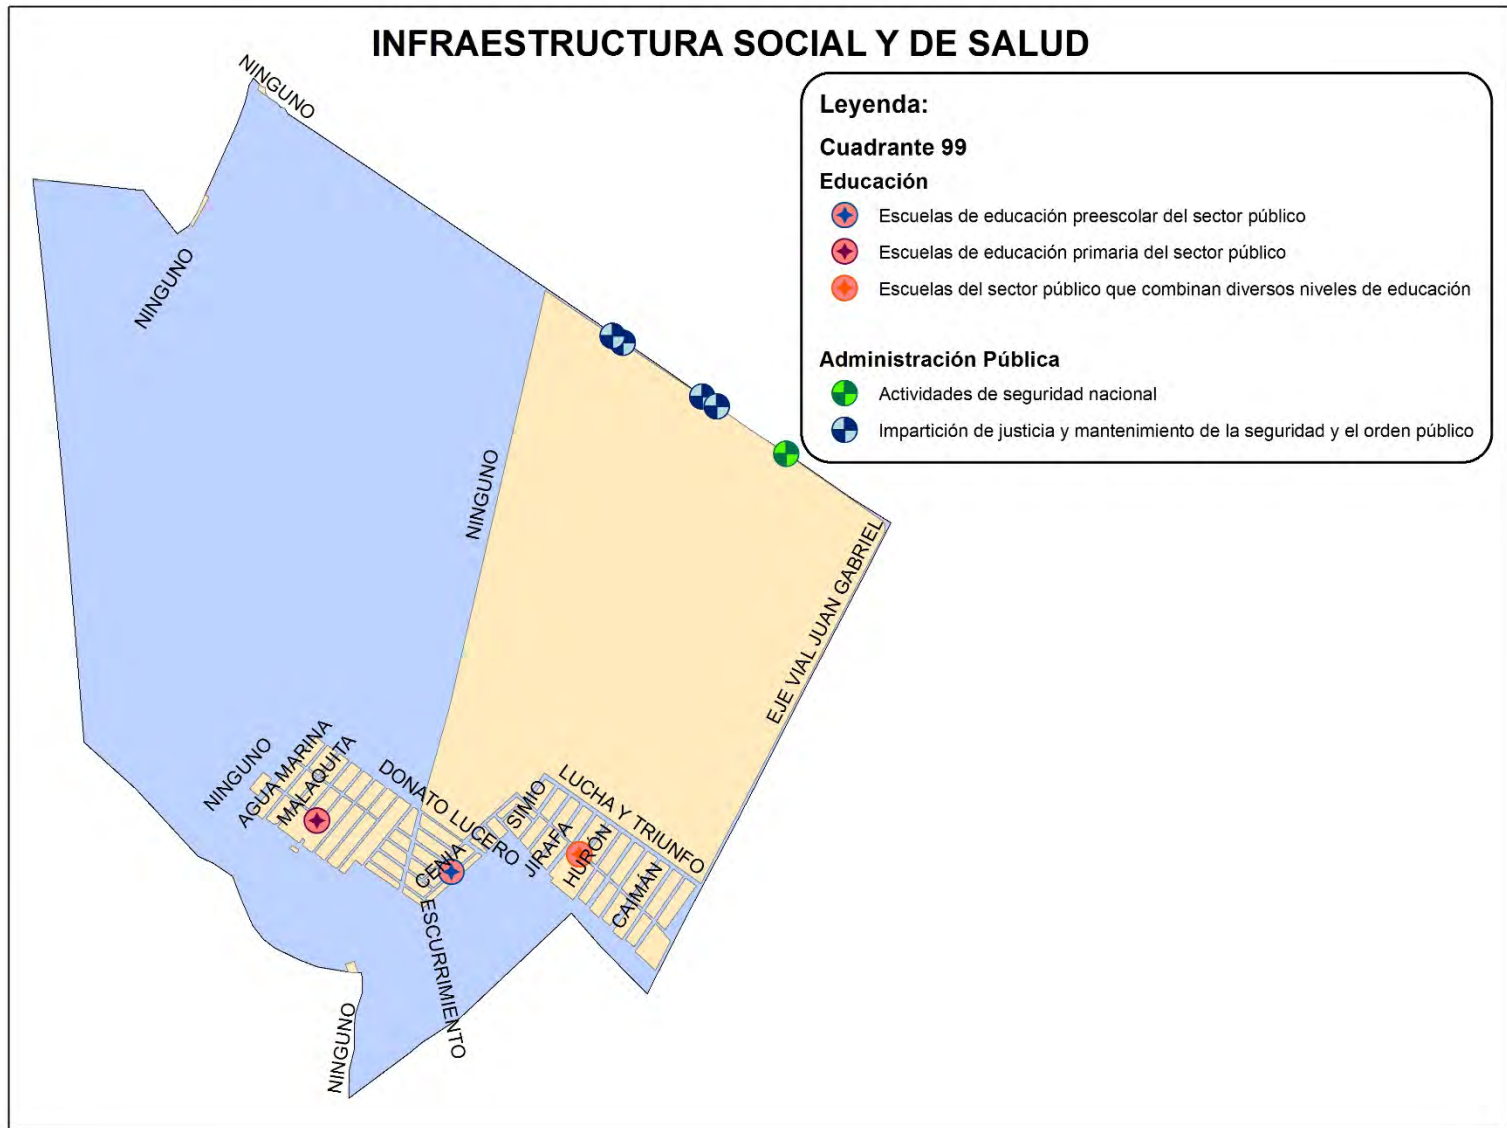 INFRAESTRUCTURA SOCIAL Y DE SALUD
Leyenda:
Cuadrante 99
Educación
Escuelas de educación preescolar del sector público
Escuelas de educación primaria del sector público
Escuelas del sector público que combinan diversos niveles de educación
Administración Pública
Actividades de seguridad nacional
Impartición de justicia y mantenimiento de la seguridad y el orden público
NINGUNO
NINGUNO
NINGUNO
EJE VIAL JUAN GABRIEL
NINGUNO
AGUA MARINA
MALAQUITA
DONATO LUCERO
CENIA
ESCURRIMIENTO
SIMIO
LUCHA Y TRIUNFO
JIRAFA
HURÓN
CAIMÁN
NINGUNO